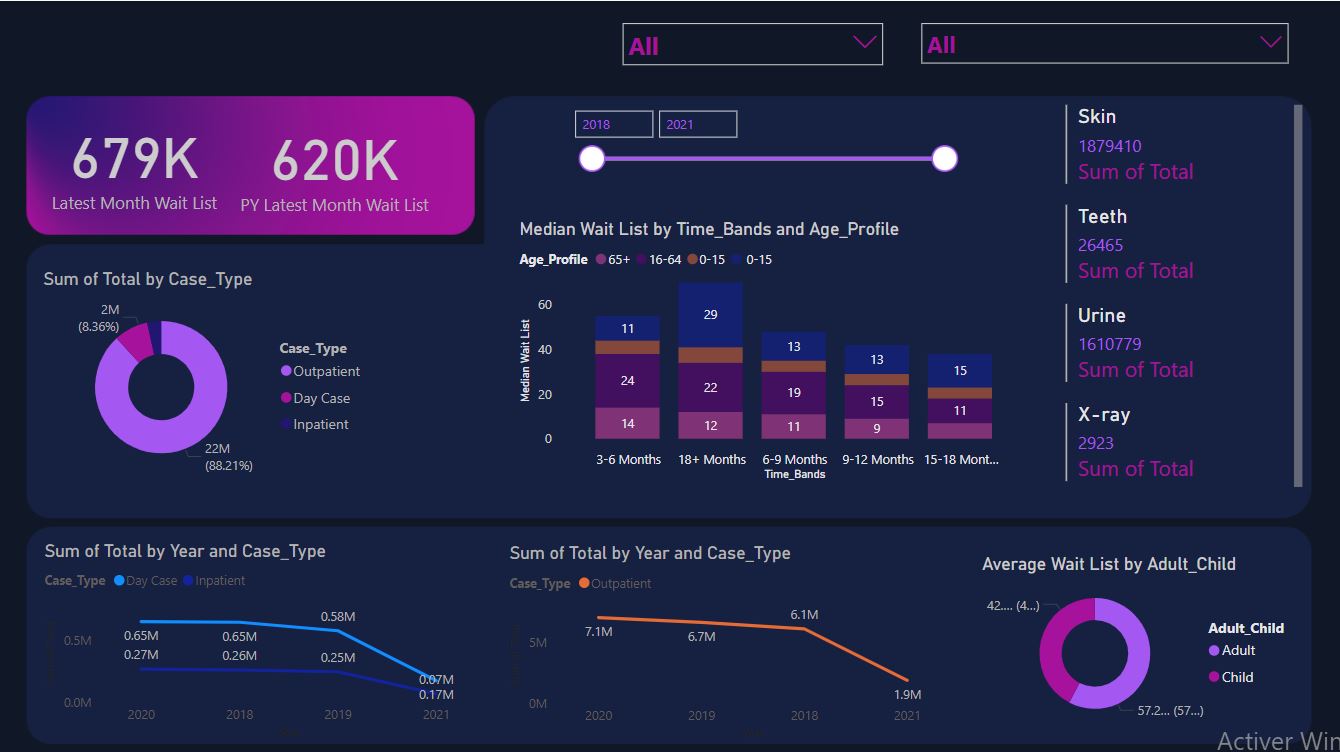 All
All
679K
Latest Month Wait List
620K
PY Latest Month Wait List
2018
2021
Skin
1879410
Sum of Total
Teeth
26465
Sum of Total
Urine
1610779
Sum of Total
X-ray
2923
Sum of Total
Median Wait List by Time_Bands and Age_Profile
Age_Profile 65+ 16-64 0-15 0-15
Median Wait List
60
40
20
0
11
24
14
29
22
12
13
19
11
13
15
9
15
11
3-6 Months 18+ Months 6-9 Months 9-12 Months 15-18 Mont...
Time_Bands
Sum of Total by Case_Type
2M
(8.36%)
22M
(88.21%)
Case_Type
Outpatient
Day Case
Inpatient
Sum of Total by Year and Case_Type
Case_Type Day Case Inpatient
0.5M
0.0M
0.65M 0.65M 0.58M 0.07M
0.27M 0.26M 0.25M 0.17M
2020 2018 2019 2021
Sum of Total by Year and Case_Type
Case_Type Outpatient
5M
0M
7.1M 6.7M 6.1M 1.9M
2020 2019 2018 2021
Average Wait List by Adult_Child
42.... (4...)
57.2... (57...)
Adult_Child
Adult
Child
Activer Win